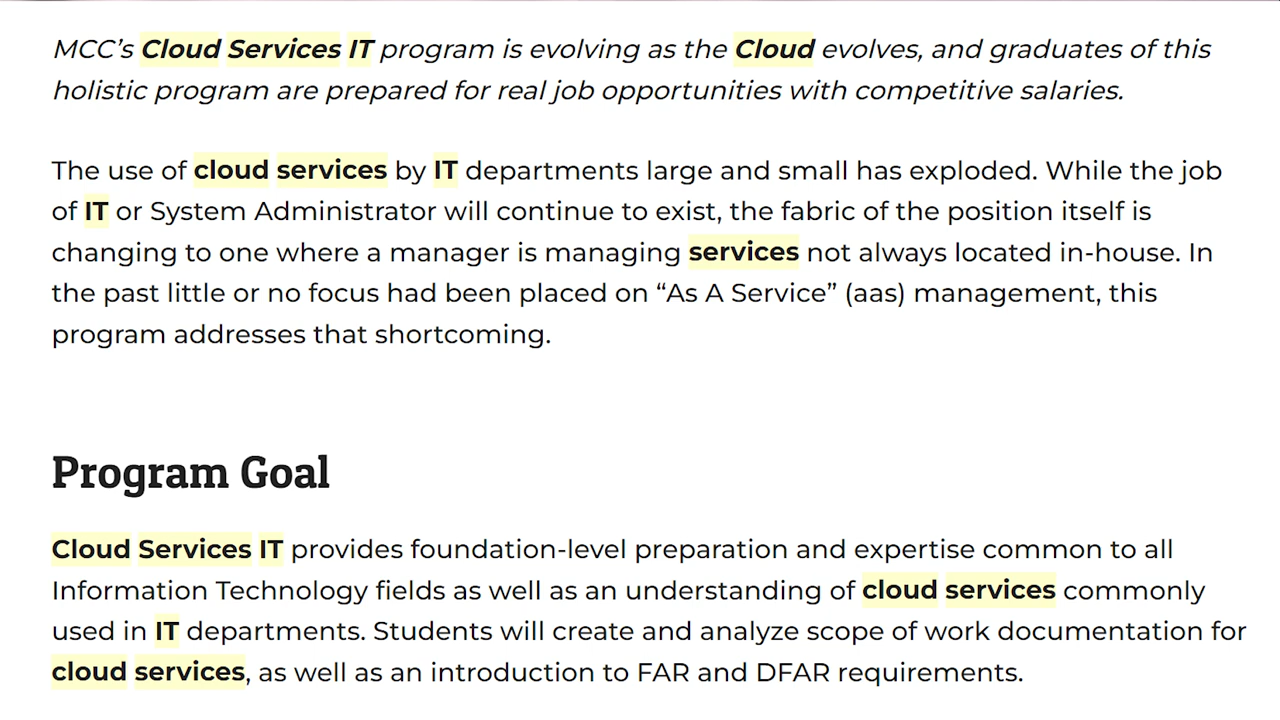 MCC’s Cloud Services IT program is evolving as the Cloud evolves, and graduates of this
holistic program are prepared for real job opportunities with competitive salaries.
The use of cloud services by IT departments large and small has exploded. While the job
of IT or System Administrator will continue to exist, the fabric of the position itself is
changing to one where a manager is managing services not always located in-house. In
the past little or no focus had been placed on “As A Service” (aas) management, this
program addresses that shortcoming.
Program Goal
Cloud Services IT provides foundation-level preparation and expertise common to all
Information Technology fields as well as an understanding of cloud services commonly
used in IT departments. Students will create and analyze scope of work documentation for
cloud services, as well as an introduction to FAR and DFAR requirements.